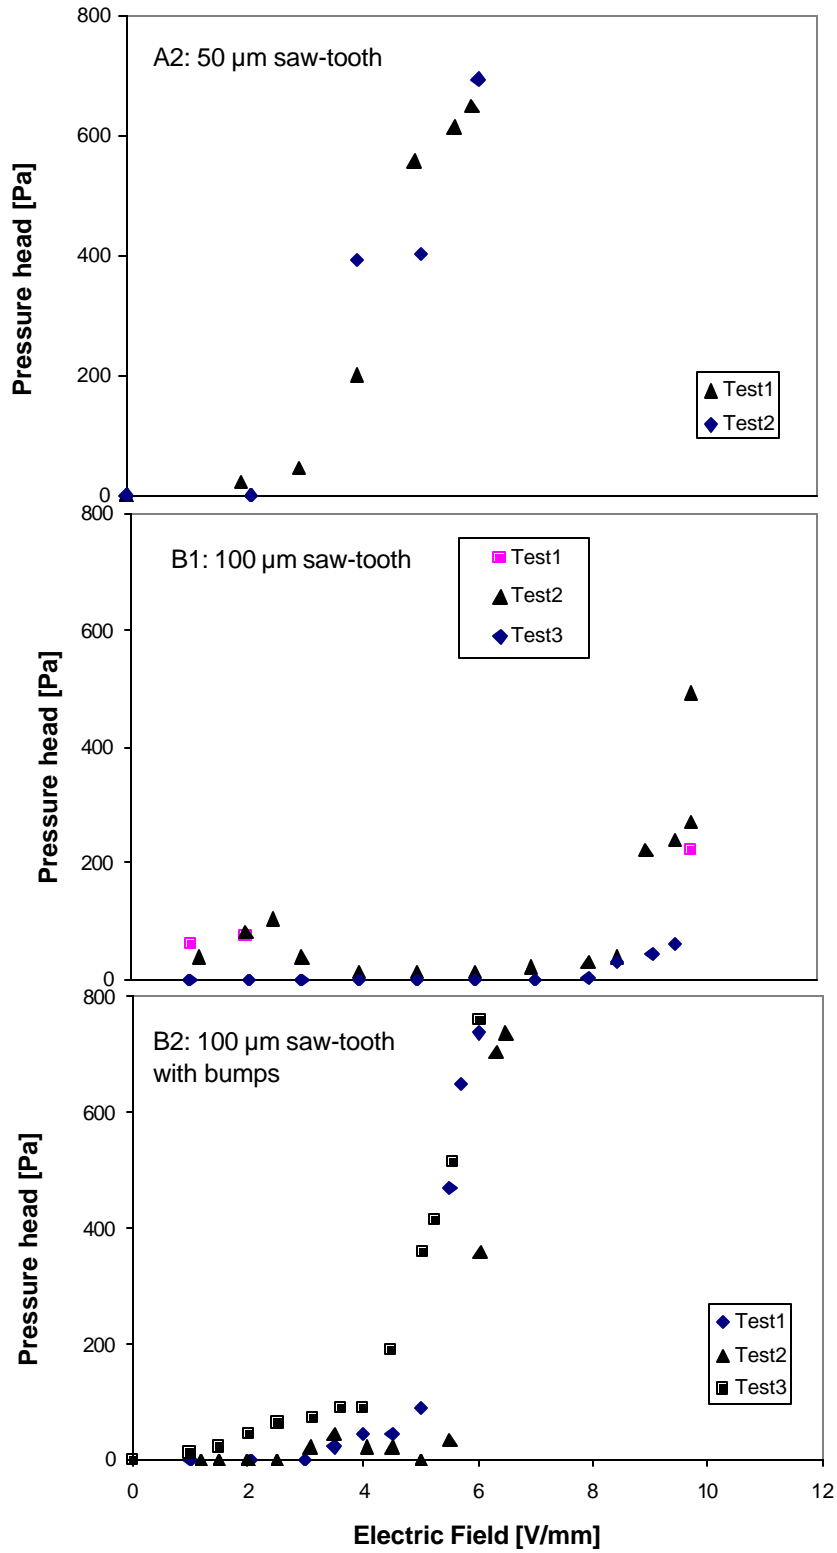 800
A2: 50 µm saw-tooth
600
Pressure head [Pa]
400
200
Test1
Test2
0
800
B1: 100 µm saw-tooth
Test1
Test2
Test3
600
Pressure head [Pa]
400
200
0
800
B2: 100 µm saw-tooth
with bumps
600
Pressure head [Pa]
400
200
Test1
Test2
Test3
0
0 2 4 6 8 10 12
Electric Field [V/mm]